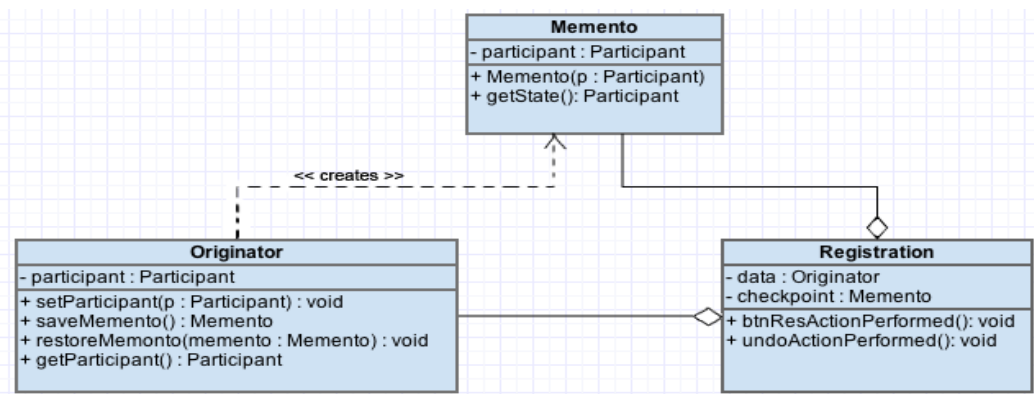 Memento
- participant : Participant
+ Memento(p : Participant)
+ getState(): Participant
<< creates >>
Originator
- participant : Participant
+ setParticipant(p : Participant) : void
+ saveMemento() : Memento
+ restoreMemonto(memento : Memento) : void
+ getParticipant() : Participant
Registration
- data : Originator
- checkpoint : Memento
+ btnResActionPerformed(): void
+ undoActionPerformed(): void